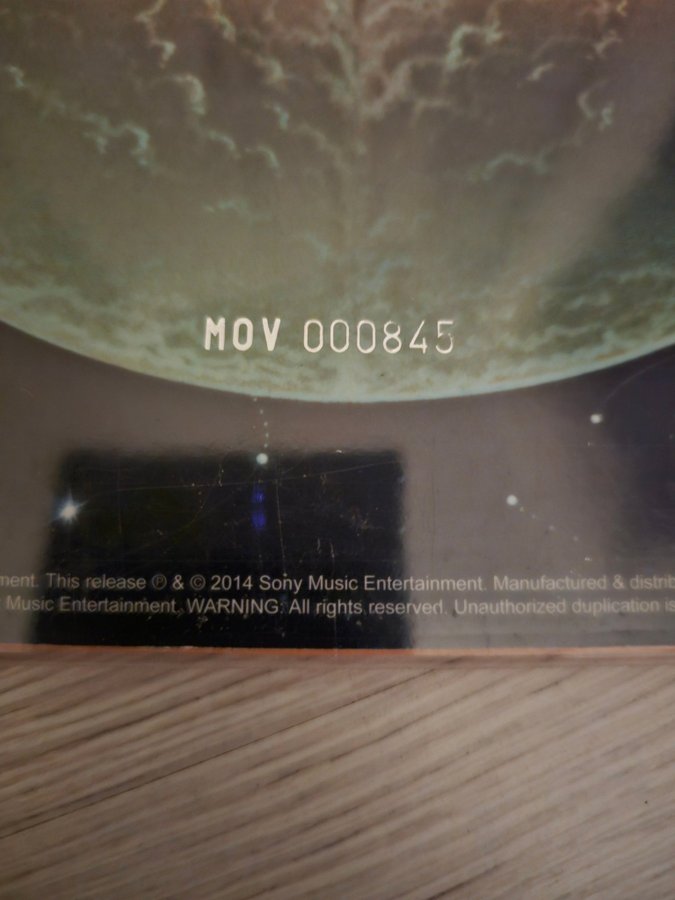 MOV 000845
ment. This release ℗ & © 2014 Sony Music Entertainment. Manufactured & distrib
Music Entertainment. WARNING: All rights reserved. Unauthorized duplication is